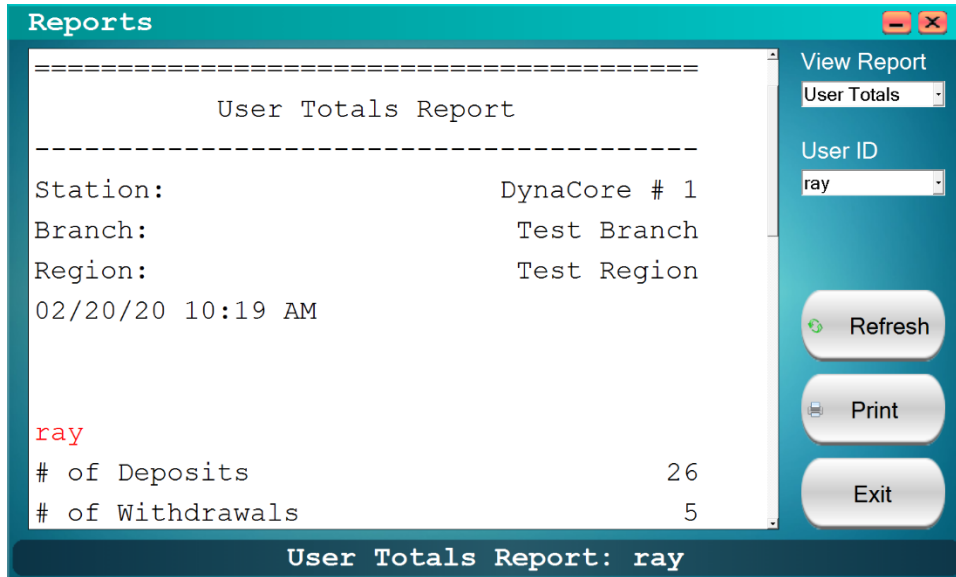 Reports
========================================
User Totals Report
----------------------------------------
Station: DynaCore # 1
Branch: Test Branch
Region: Test Region
02/20/20 10:19 AM
ray
# of Deposits 26
# of Withdrawals 5
View Report
User Totals
User ID
ray
Refresh
Print
Exit
User Totals Report: ray